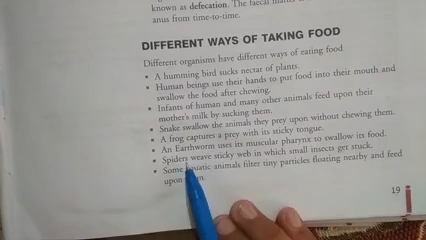 known as defecation. The faecal matter
anus from time-to-time.
DIFFERENT WAYS OF TAKING FOOD
Different organisms have different ways of eating food
• A humming bird sucks nectar of plants.
• Human beings use their hands to put food into their mouth and
swallow the food after chewing.
• Infants of human and many other animals feed upon their
mother's milk by sucking them.
• Snake swallow the animals they prey upon without chewing them.
• A frog captures a prey with its sticky tongue.
• An Earthworm uses its muscular pharynx to swallow its food.
• Spiders weave sticky web in which small insects get stuck.
• Some aquatic animals filter tiny particles floating nearby and feed
upon
19